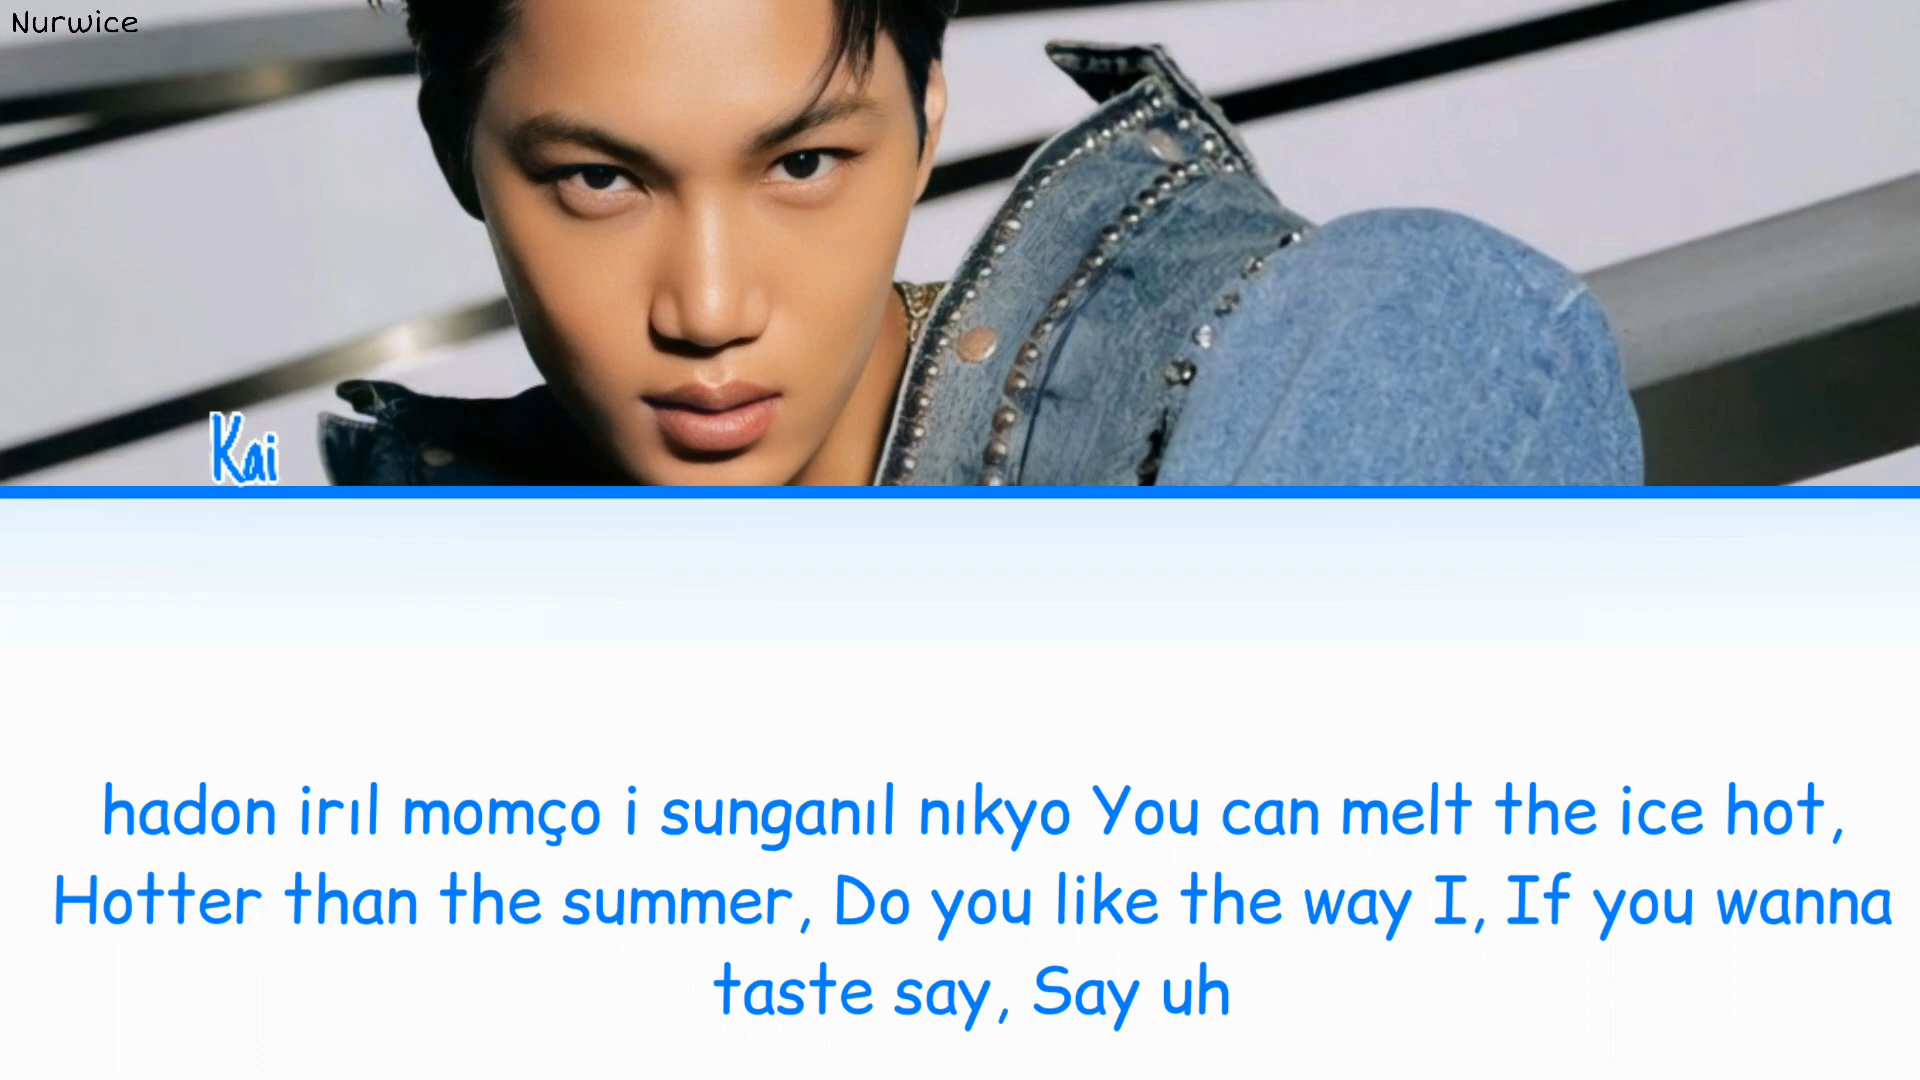 Nurwice
Kai
hadon irıl momço i sunganıl nıkyo You can melt the ice hot,
Hotter than the summer, Do you like the way I, If you wanna
taste say, Say uh